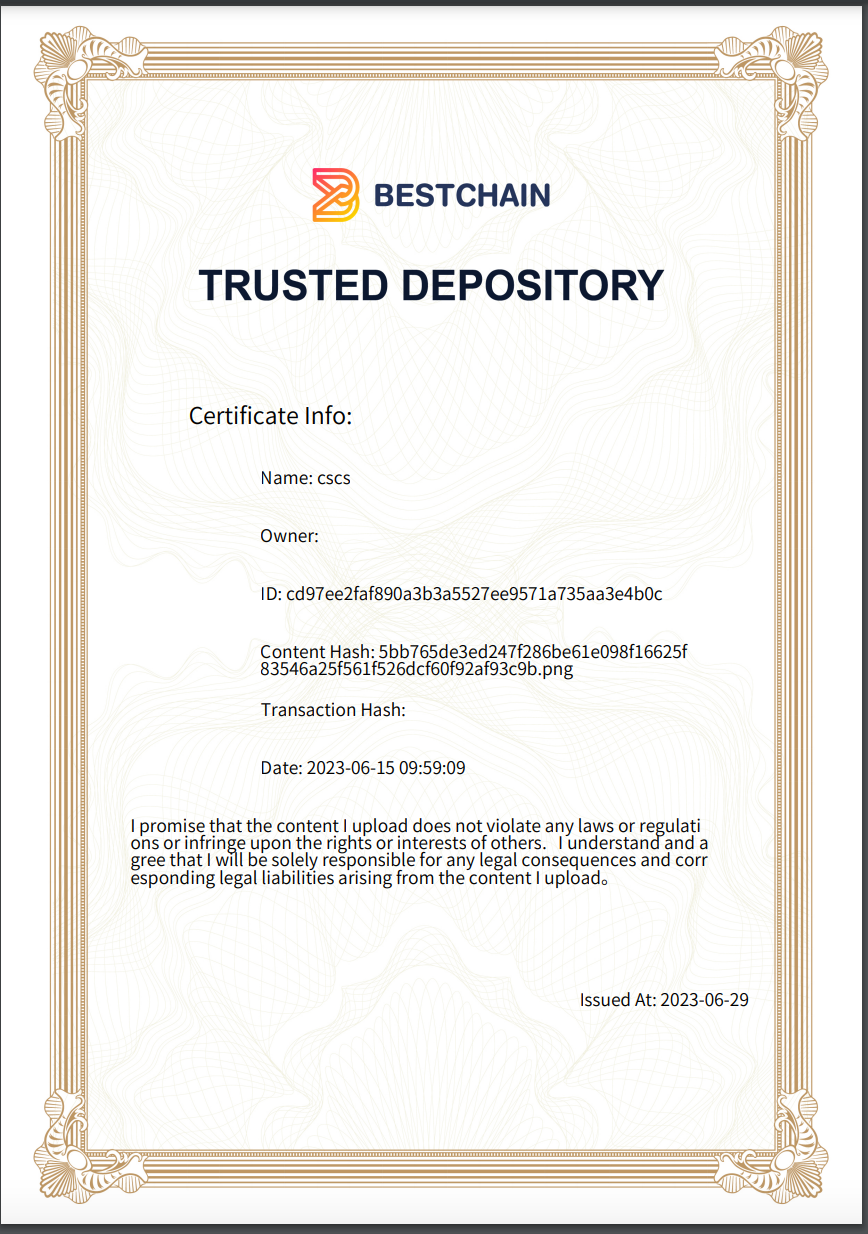 BESTCHAIN
TRUSTED DEPOSITORY
Certificate Info:
Name: cscs
Owner:
ID: cd97ee2faf890a3b3a5527ee9571a735aa3e4b0c
Content Hash: 5bb765de3ed247f286be61e098f16625f
83546a25f561f526dcf60f92af93c9b.png
Transaction Hash:
Date: 2023-06-15 09:59:09
I promise that the content I upload does not violate any laws or regulati
ons or infringe upon the rights or interests of others.  I understand and a
gree that I will be solely responsible for any legal consequences and corr
esponding legal liabilities arising from the content I upload。
Issued At: 2023-06-29